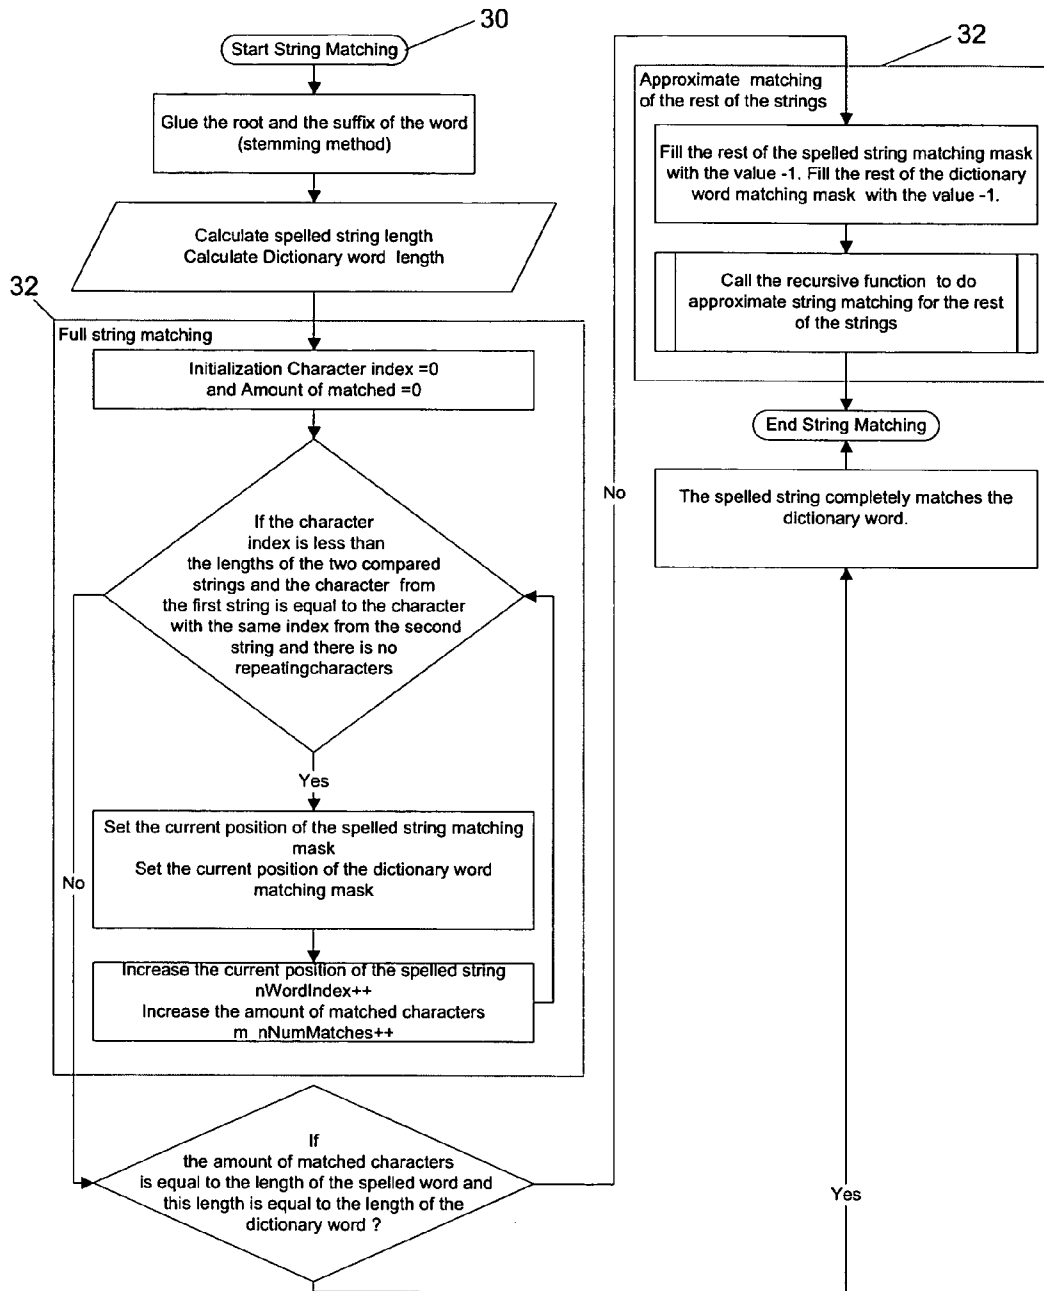 30
Start String Matching
Glue the root and the suffix of the word
(stemming method)
Calculate spelled string length
Calculate Dictionary word length
32
Full string matching
Initialization Character index =0
and Amount of matched =0
If the character
index is less than
the lengths of the two compared
strings and the character from
the first string is equal to the character
with the same index from the second
string and there is no
repeatingcharacters
Yes
Set the current position of the spelled string matching
mask
Set the current position of the dictionary word
matching mask
No
Increase the current position of the spelled string
nWordIndex++
Increase the amount of matched characters
m_nNumMatches++
If
the amount of matched characters
is equal to the length of the spelled word and
this length is equal to the length of the
dictionary word ?
No
Yes
32
Approximate matching
of the rest of the strings
Fill the rest of the spelled string matching mask
with the value -1. Fill the rest of the dictionary
word matching mask with the value -1.
Call the recursive function to do
approximate string matching for the rest
of the strings
End String Matching
The spelled string completely matches the
dictionary word.